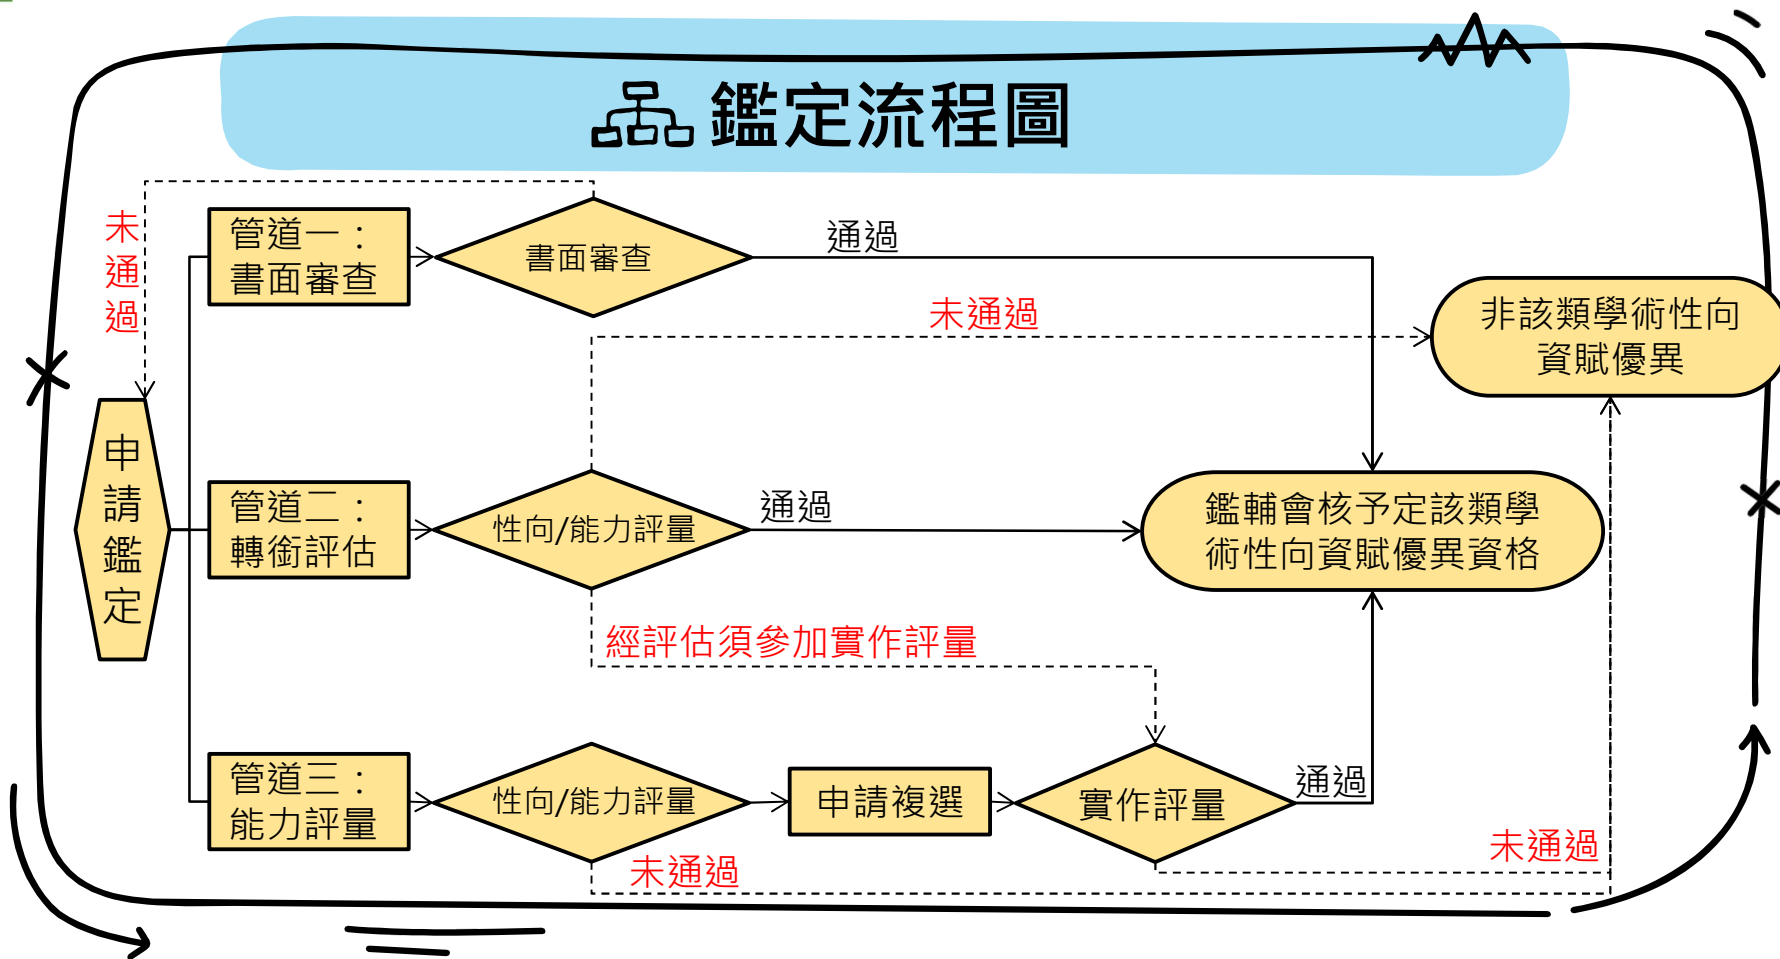 鑑定流程圖
未
通
過
管道一：
書面審查
書面審查
通過
未通過
非該類學術性向
資賦優異
申
請
鑑
定
管道二：
轉銜評估
性向/能力評量
通過
鑑輔會核予定該類學
術性向資賦優異資格
經評估須參加實作評量
管道三：
能力評量
性向/能力評量
申請複選
實作評量
通過
未通過
未通過